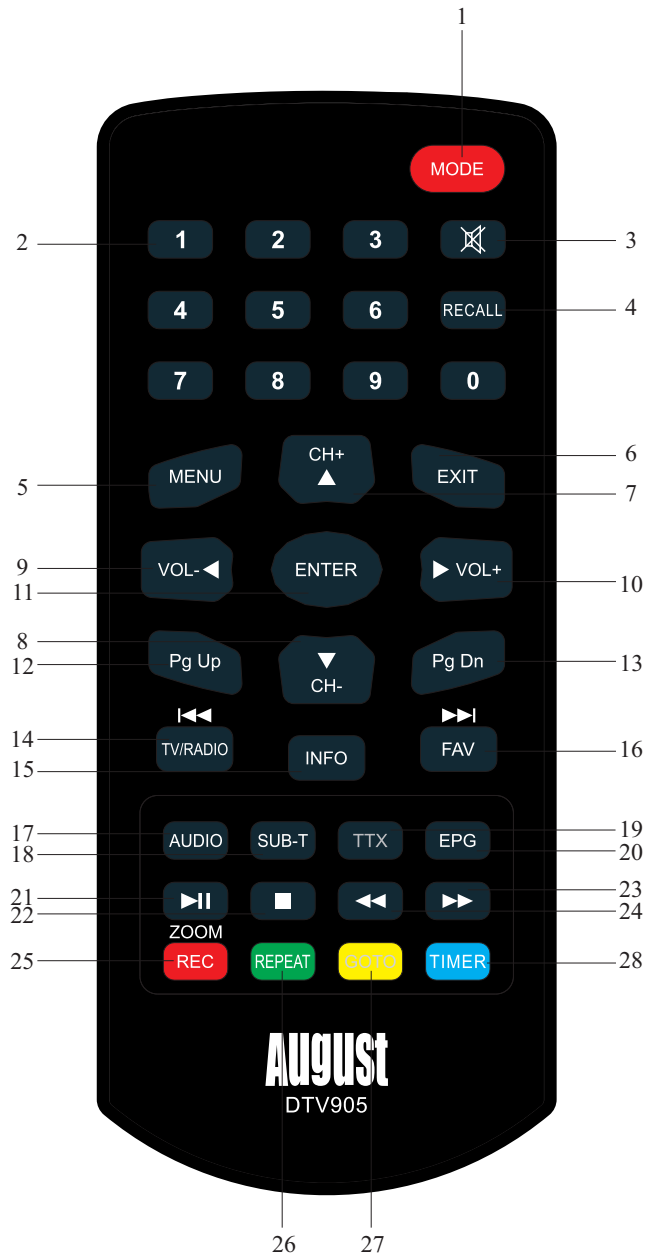 1
MODE
2 1 2 3 3
4 5 6 RECALL 4
7 8 9 0
CH+ 6
5 MENU EXIT
7
9 VOL- ENTER VOL+ 10
11
8
12 Pg Up Pg Dn 13
CH-
14 TV/RADIO INFO FAV 16
15
17 AUDIO SUB-T TTX EPG 19
18 20
21 23
22 24
ZOOM
25 REC REPEAT GOTO TIMER 28
August
DTV905
26 27